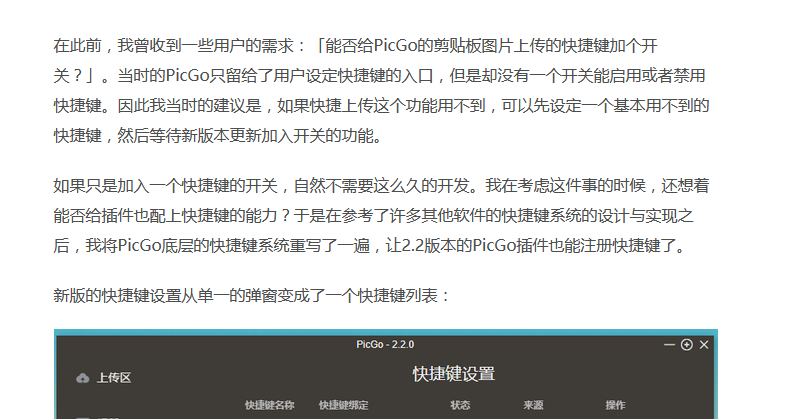 在此前，我曾收到一些用户的需求：「能否给PicGo的剪贴板图片上传的快捷键加个开
关？」。当时的PicGo只留给了用户设定快捷键的入口，但是却没有一个开关能启用或者禁用
快捷键。因此我当时的建议是，如果快捷上传这个功能用不到，可以先设定一个基本用不到的
快捷键，然后等待新版本更新加入开关的功能。
如果只是加入一个快捷键的开关，自然不需要这么久的开发。我在考虑这件事的时候，还想着
能否给插件也配上快捷键的能力？于是在参考了许多其他软件的快捷键系统的设计与实现之
后，我将PicGo底层的快捷键系统重写了一遍，让2.2版本的PicGo插件也能注册快捷键了。
新版的快捷键设置从单一的弹窗变成了一个快捷键列表：
PicGo - 2.2.0
上传区
快捷键设置
快捷键名称 快捷键绑定 状态 来源 操作